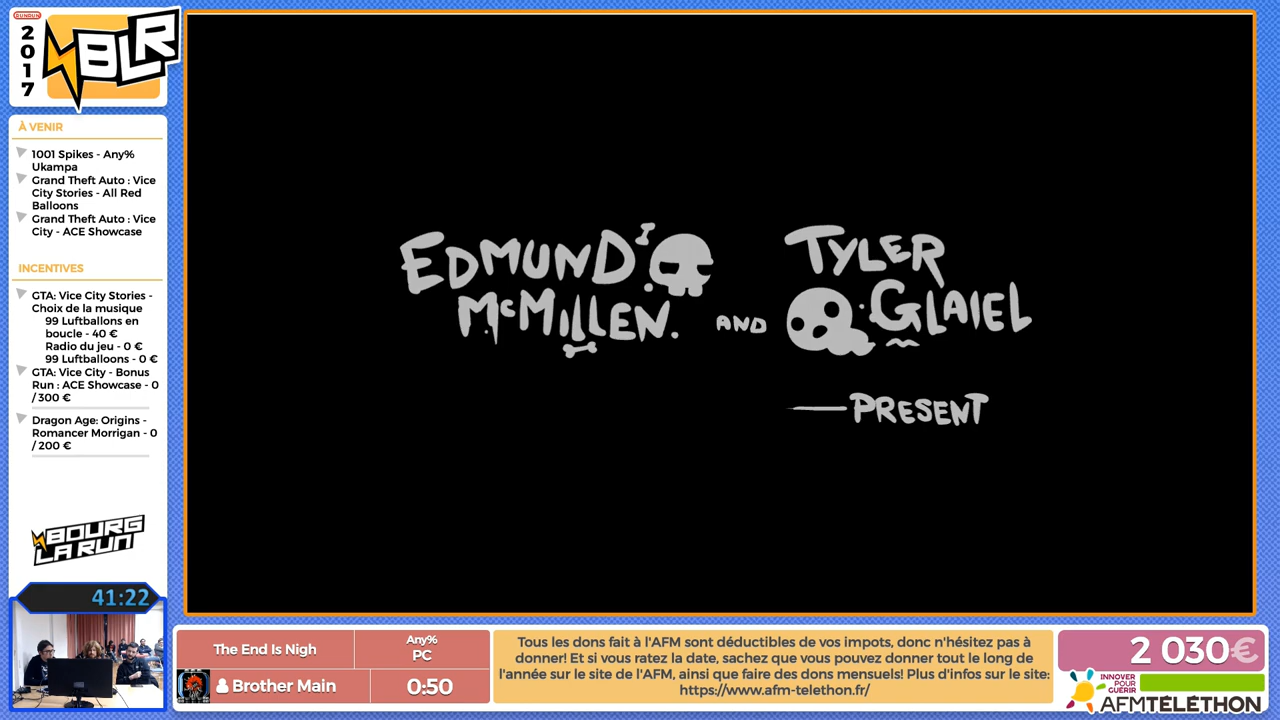 RUNRUN
2017
BLR
À VENIR
1001 Spikes - Any%
Ukampa
Grand Theft Auto : Vice
City Stories - All Red
Balloons
Grand Theft Auto : Vice
City - ACE Showcase
INCENTIVES
GTA: Vice City Stories -
Choix de la musique
99 Luftballons en
boucle - 40 €
Radio du jeu - 0 €
99 Luftballoons - 0 €
GTA: Vice City - Bonus
Run : ACE Showcase - 0
/ 300 €
Dragon Age: Origins -
Romancer Morrigan - 0
/ 200 €
BOURG
LA RUN
41:22
EDMUND
McMILLEN.
AND
TYLER
GLAIEL
PRESENT
The End Is Nigh
Any%
PC
Brother Main
0:50
Tous les dons fait à l'AFM sont déductibles de vos impots, donc n'hésitez pas à
donner! Et si vous ratez la date, sachez que vous pouvez donner tout le long de
l'année sur le site de l'AFM, ainsi que faire des dons mensuels! Plus d'infos sur le site:
https://www.afm-telethon.fr/
2 030€
INNOVER
POUR
GUÉRIR
AFMTÉLÉTHON